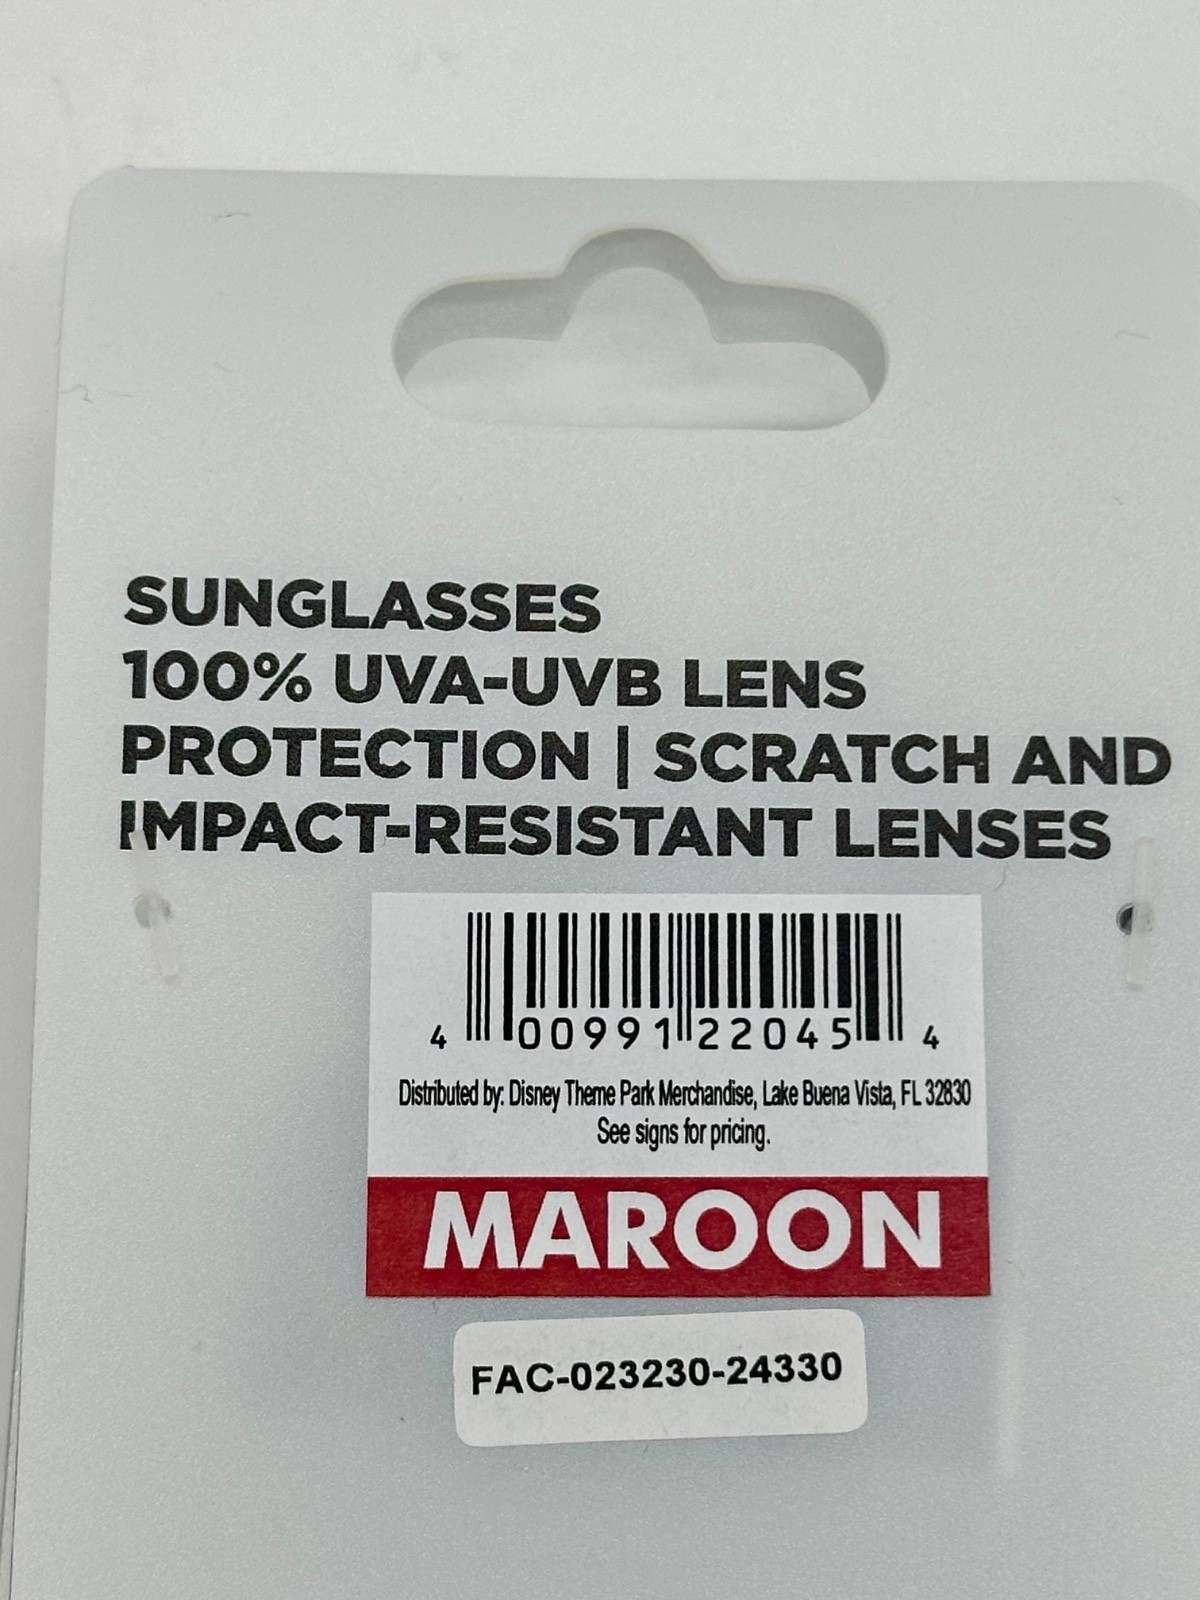 SUNGLASSES
100% UVA-UVB LENS
PROTECTION | SCRATCH AND
IMPACT-RESISTANT LENSES
4 00991 22045 4
Distributed by: Disney Theme Park Merchandise, Lake Buena Vista, FL 32830
See signs for pricing.
MAROON
FAC-023230-24330